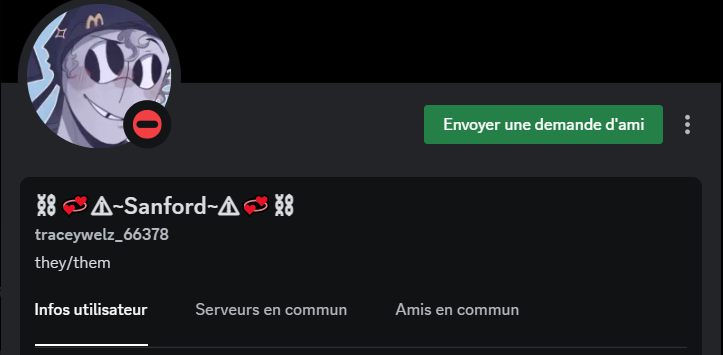 Envoyer une demande d'ami
⛓💞⚠~Sanford~⚠💞⛓
traceywelz_66378
they/them
Infos utilisateur
Serveurs en commun
Amis en commun